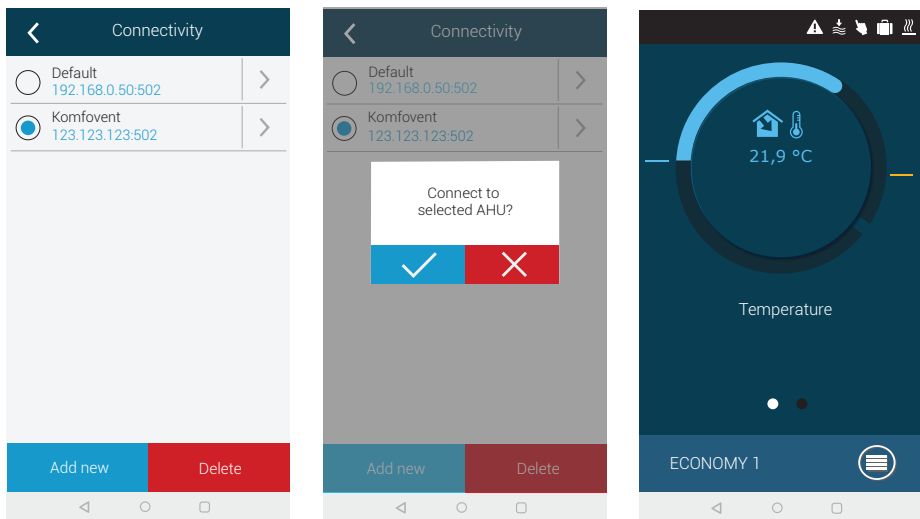 Connectivity
Default
192.168.0.50:502
Komfovent
123.123.123:502
Add new
Delete
Connectivity
Default
192.168.0.50:502
Komfovent
123.123.123:502
Connect to
selected AHU?
Add new
Delete
21,9 °C
Temperature
ECONOMY 1